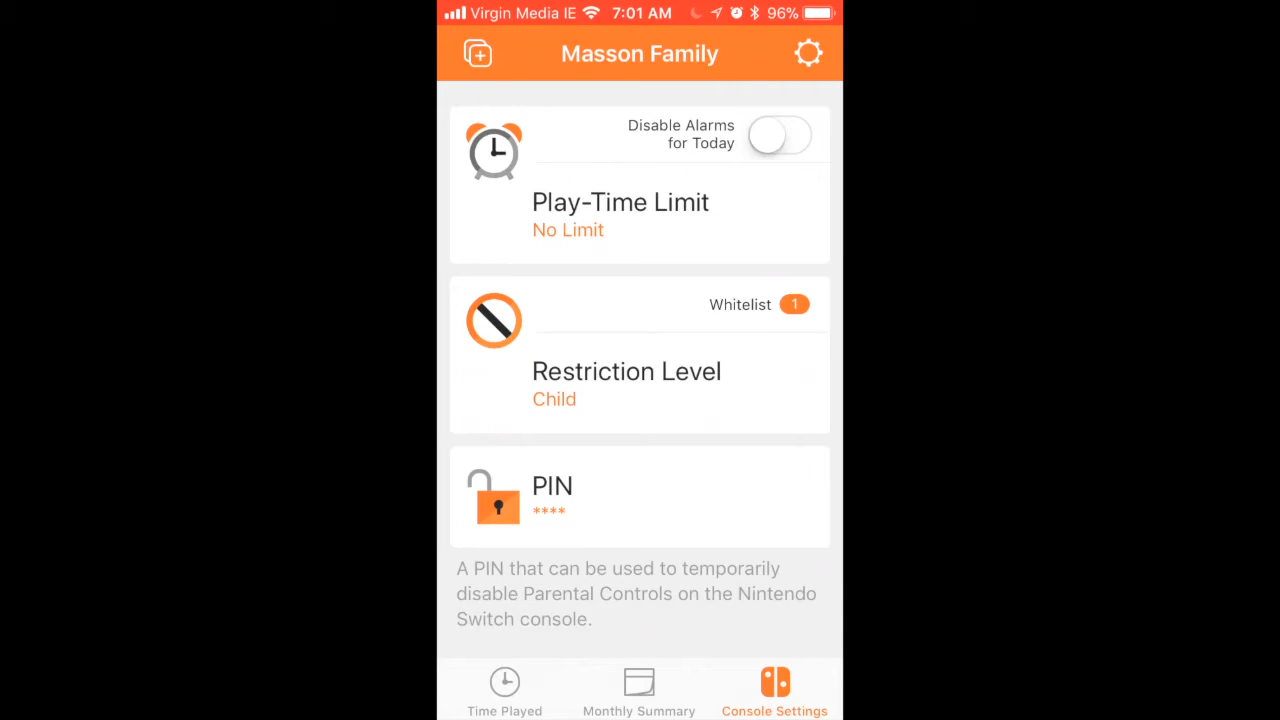 Virgin Media IE 7:01 AM 96%
Masson Family
Disable Alarms
for Today
Play-Time Limit
No Limit
Whitelist 1
Restriction Level
Child
PIN
****
A PIN that can be used to temporarily
disable Parental Controls on the Nintendo
Switch console.
Time Played Monthly Summary Console Settings